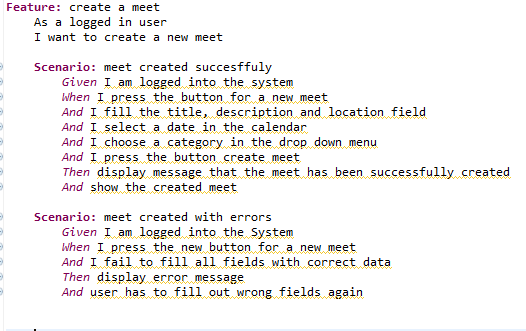 Feature: create a meet
As a logged in user
I want to create a new meet
Scenario: meet created succesffuly
Given I am logged into the system
When I press the button for a new meet
And I fill the title, description and location field
And I select a date in the calendar
And I choose a category in the drop down menu
And I press the button create meet
Then display message that the meet has been successfully created
And show the created meet
Scenario: meet created with errors
Given I am logged into the System
When I press the new button for a new meet
And I fail to fill all fields with correct data
Then display error message
And user has to fill out wrong fields again